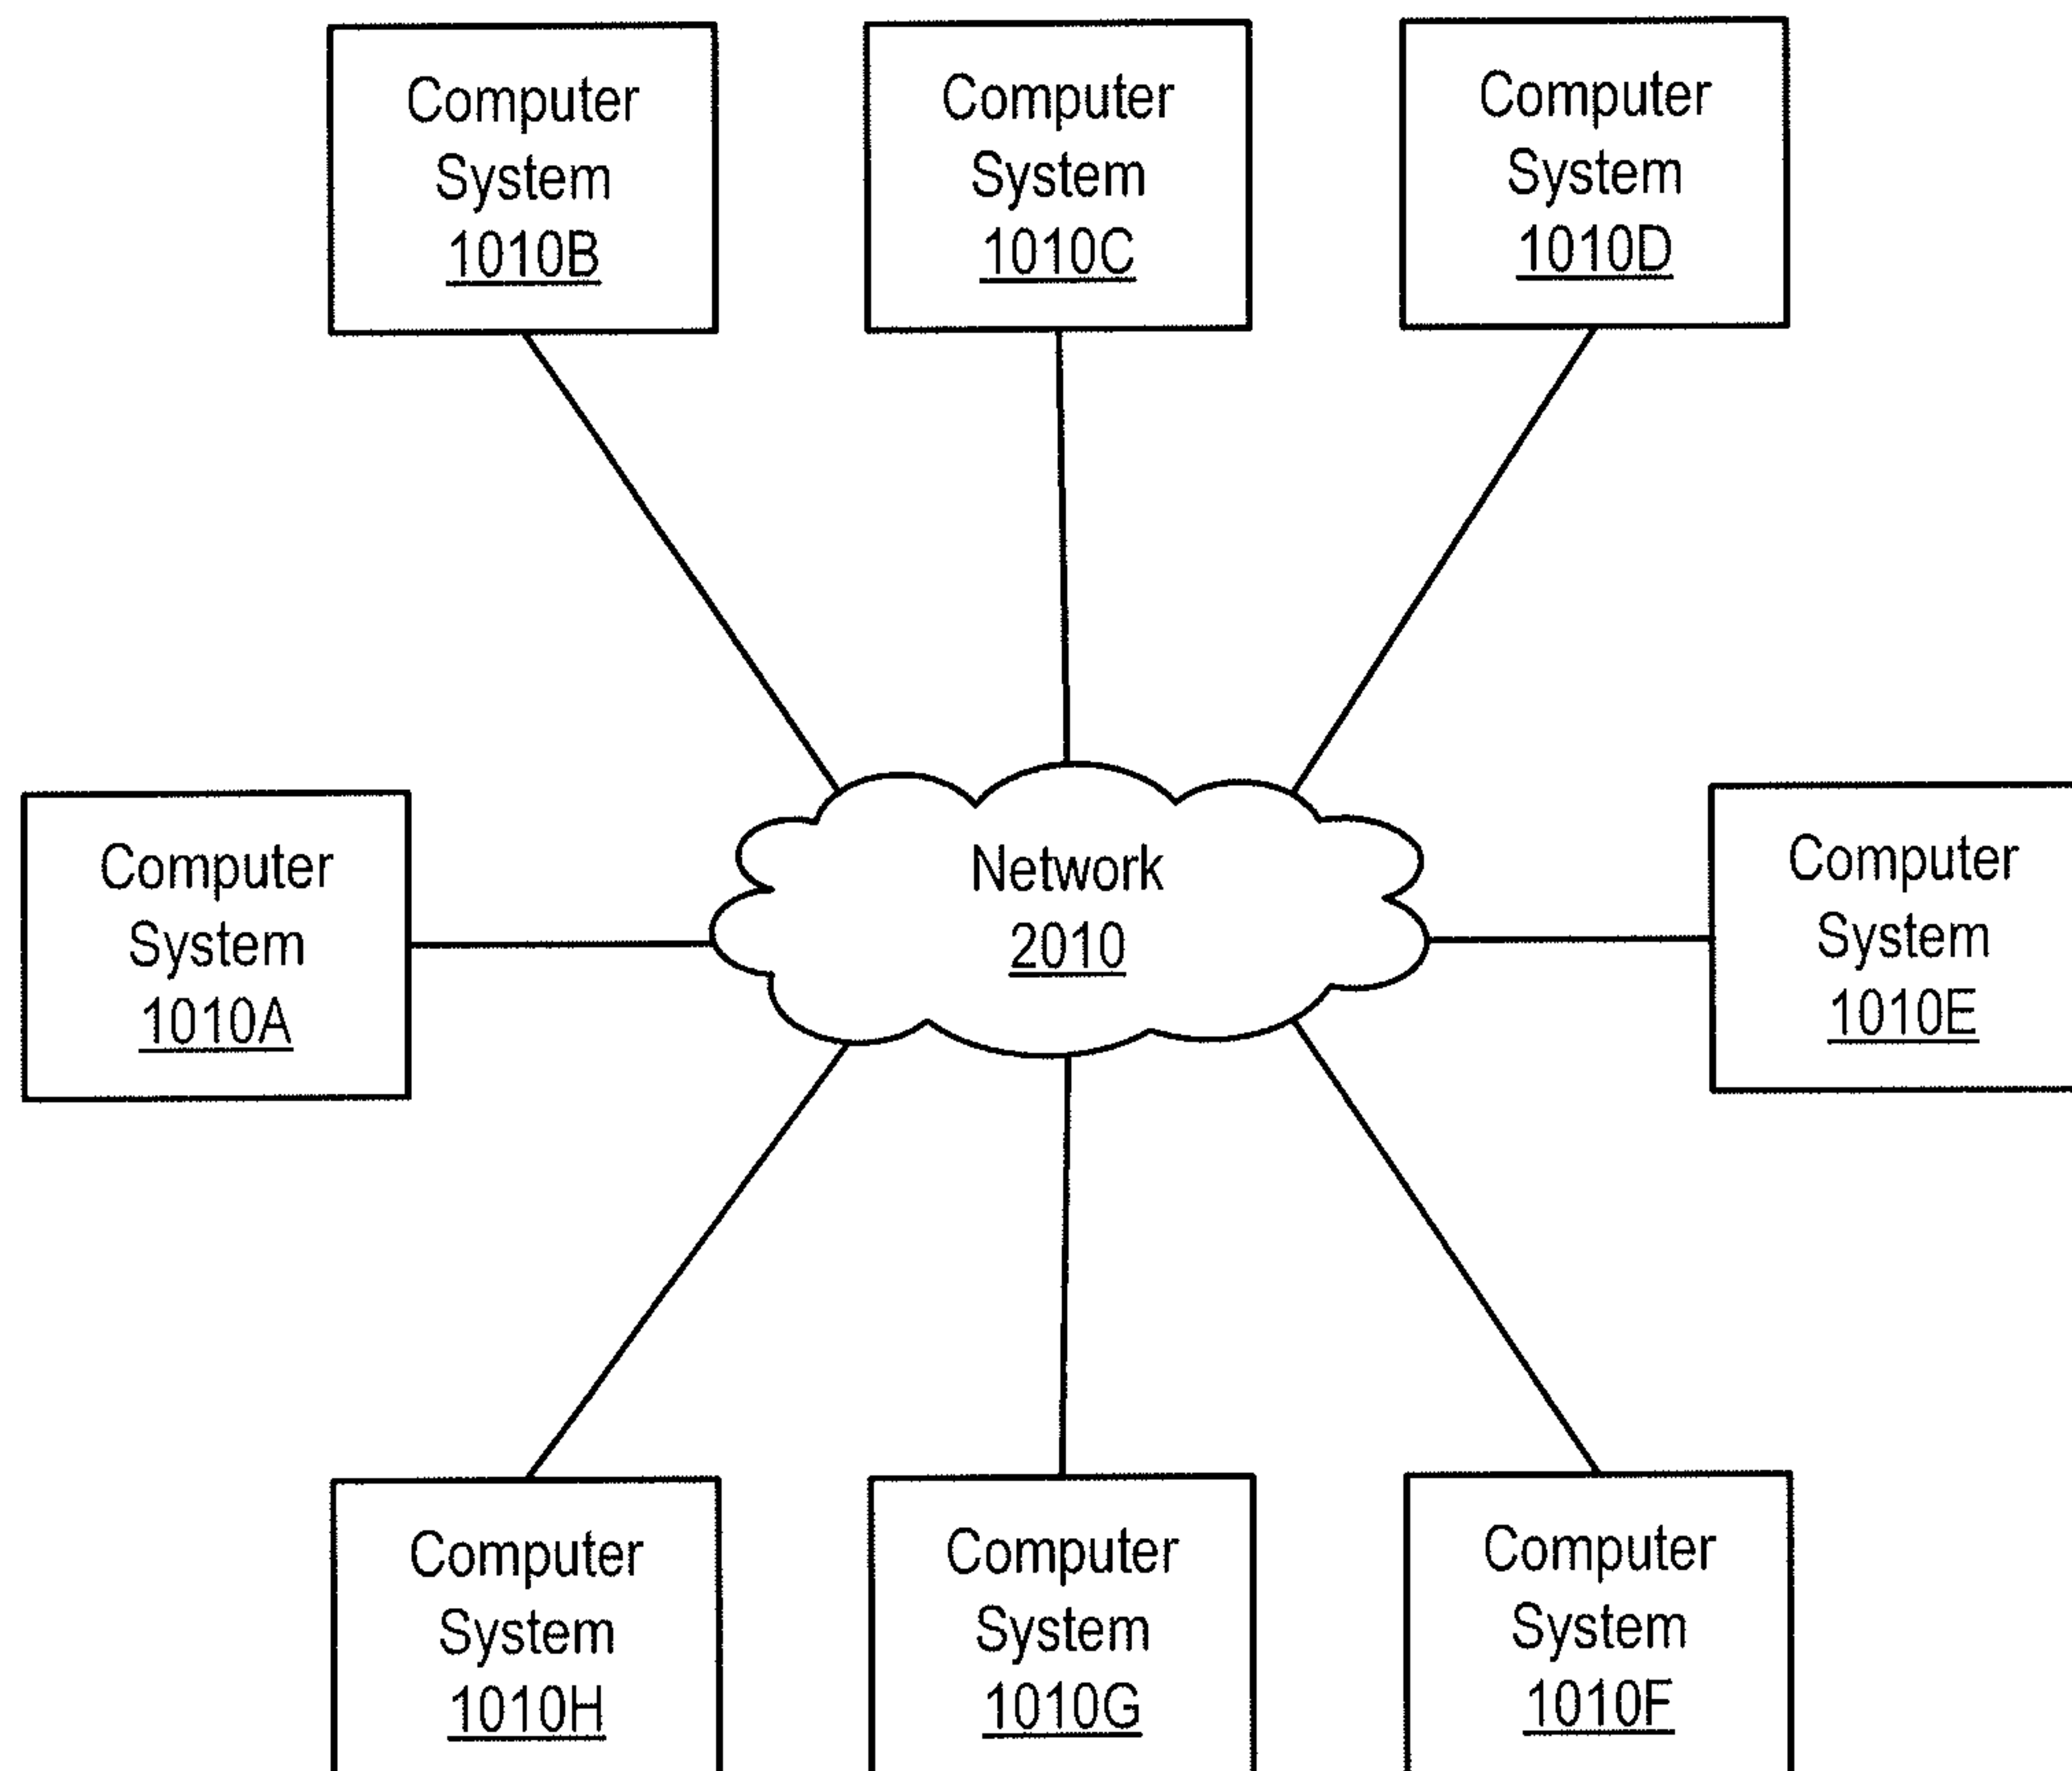 Computer
System
1010B
Computer
System
1010C
Computer
System
1010D
Computer
System
1010A
Network
2010
Computer
System
1010E
Computer
System
1010H
Computer
System
1010G
Computer
System
1010F